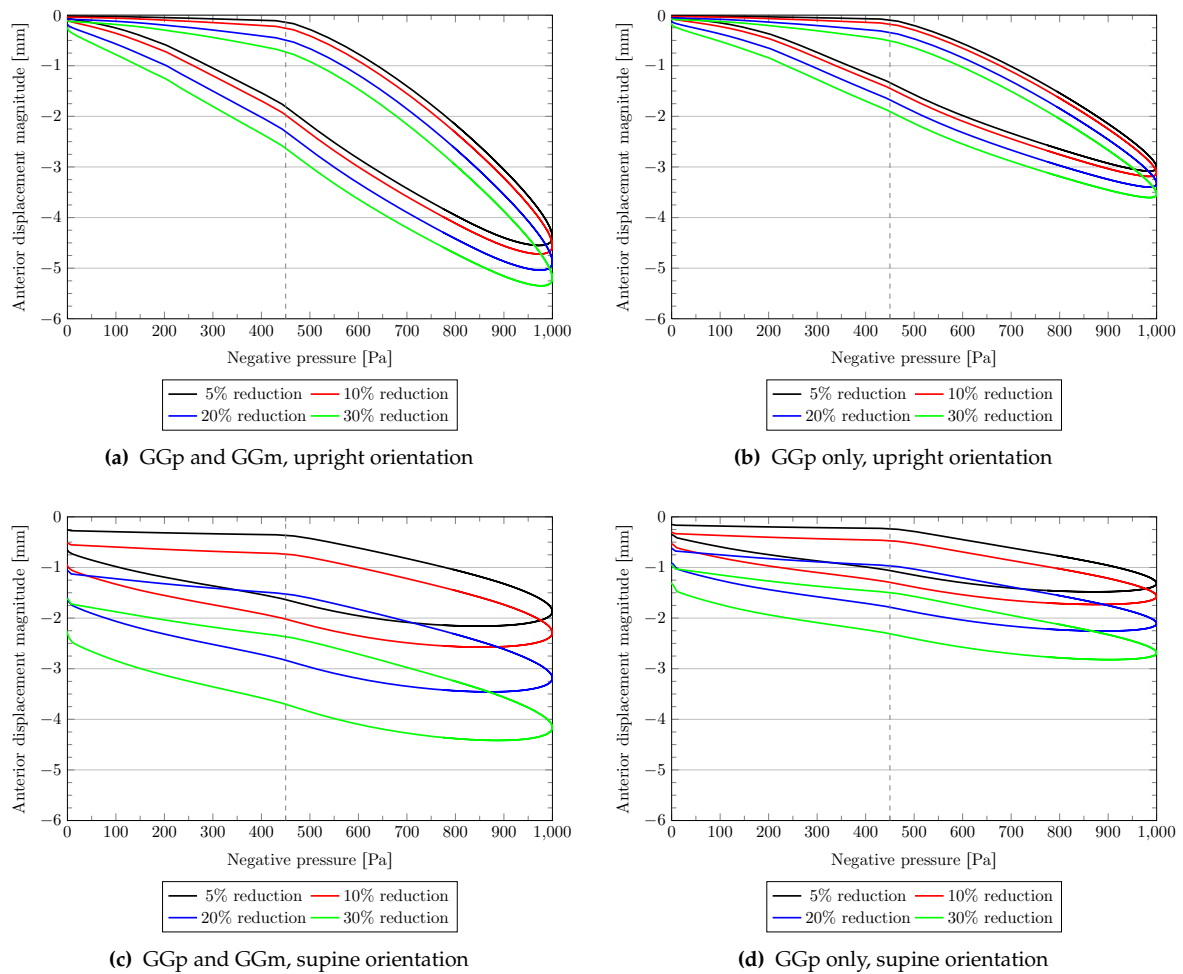 Anterior displacement magnitude [mm]
0
−1
−2
−3
−4
−5
−6
0 100 200 300 400 500 600 700 800 900 1,000
Negative pressure [Pa]
5% reduction 10% reduction
20% reduction 30% reduction
(a) GGp and GGm, upright orientation
Anterior displacement magnitude [mm]
0
−1
−2
−3
−4
−5
−6
0 100 200 300 400 500 600 700 800 900 1,000
Negative pressure [Pa]
5% reduction 10% reduction
20% reduction 30% reduction
(b) GGp only, upright orientation
Anterior displacement magnitude [mm]
0
−1
−2
−3
−4
−5
−6
0 100 200 300 400 500 600 700 800 900 1,000
Negative pressure [Pa]
5% reduction 10% reduction
20% reduction 30% reduction
(c) GGp and GGm, supine orientation
Anterior displacement magnitude [mm]
0
−1
−2
−3
−4
−5
−6
0 100 200 300 400 500 600 700 800 900 1,000
Negative pressure [Pa]
5% reduction 10% reduction
20% reduction 30% reduction
(d) GGp only, supine orientation